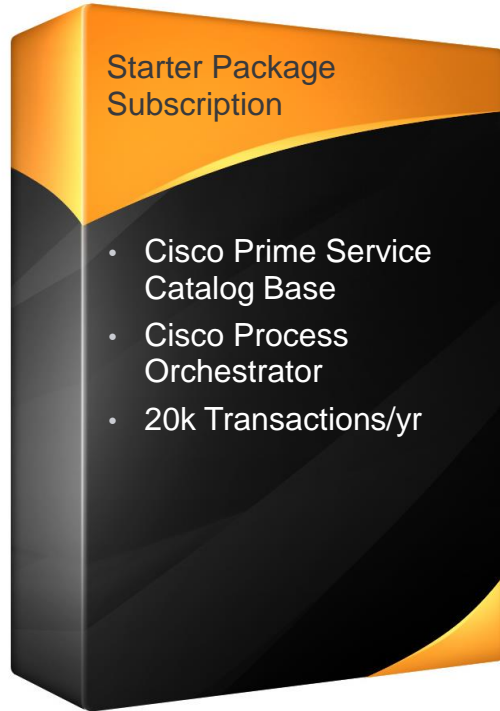 Starter Package
Subscription
• Cisco Prime Service
Catalog Base
• Cisco Process
Orchestrator
• 20k Transactions/yr